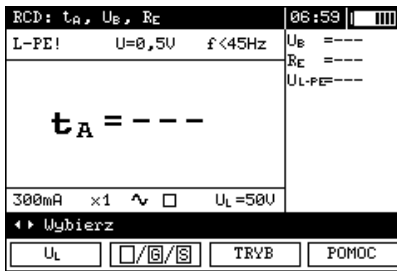 RCD: tA, UB, RE 06:59
L-PE! U=0,5V f<45Hz
UB =---
RE =---
UL-PE=---
tA=---
300mA x1 UL=50V
Wybierz
UL □/G/S TRYB POMOC